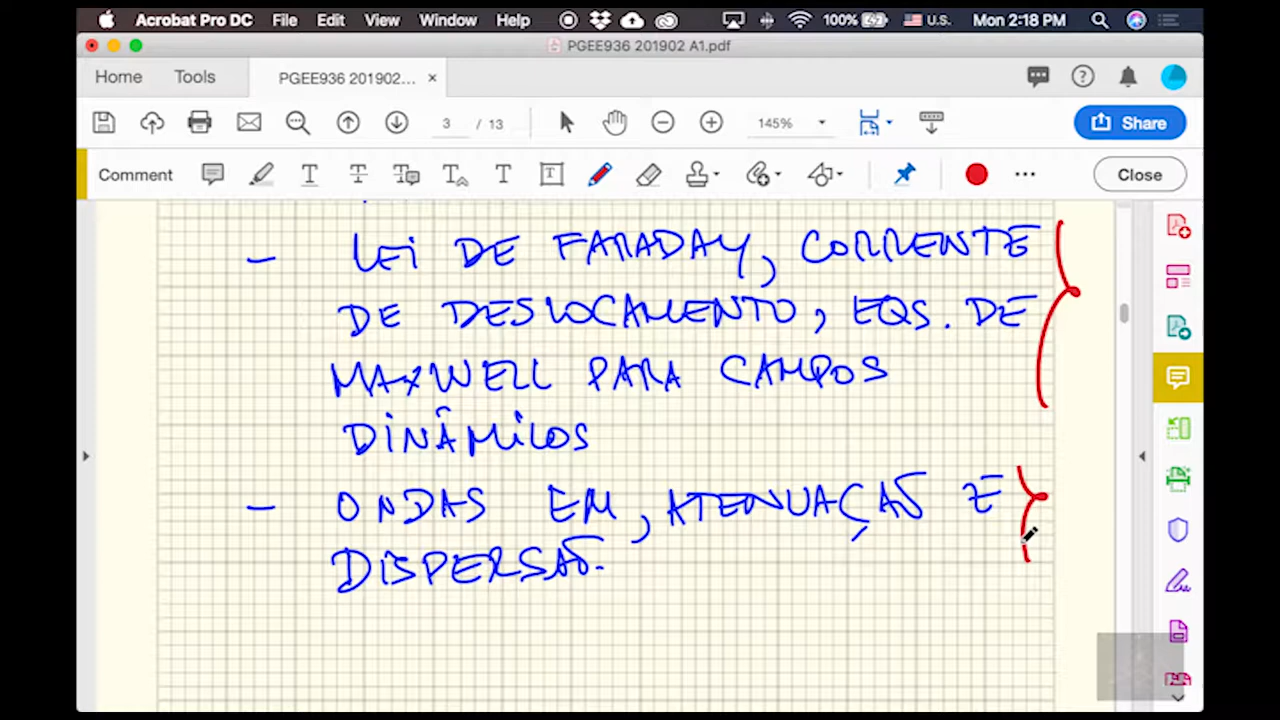 Acrobat Pro DC File Edit View Window Help 100% U.S. Mon 2:18 PM
PGEE936 201902 A1.pdf
Home Tools PGEE936 201902... ×
3 / 13 145% Share
Comment Close
- LEI DE FARADAY, CORRENTE
DE DESLOCAMENTO, EQS. DE
MAXWELL PARA CAMPOS
DINÂMICOS
- ONDAS EM, ATENUAÇÃO E
DISPERSÃO.